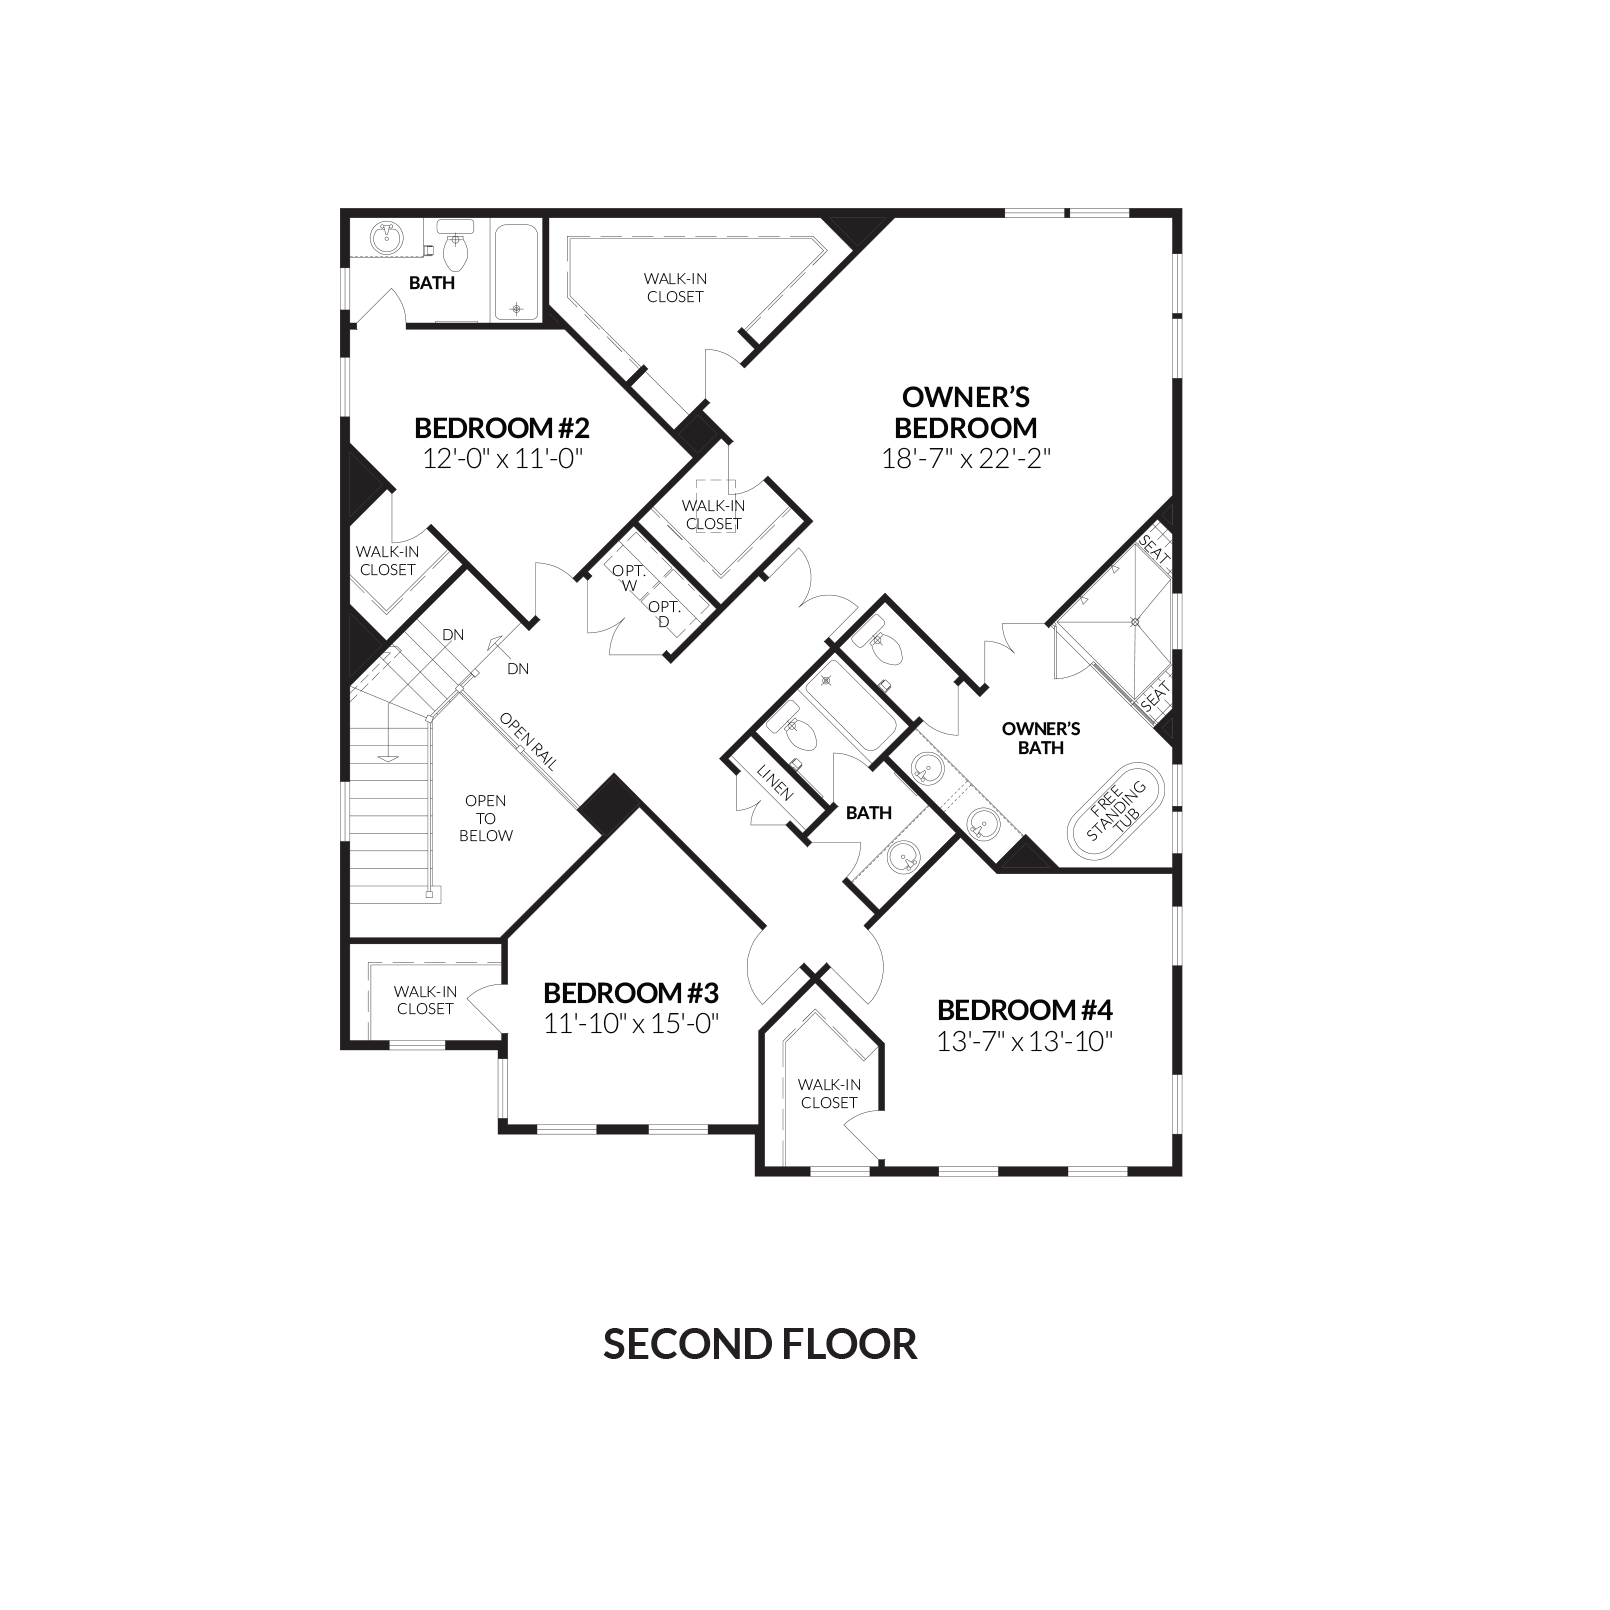 BATH
WALK-IN
CLOSET
OWNER’S
BEDROOM
18'-7" x 22'-2"
BEDROOM #2
12'-0" x 11'-0"
WALK-IN
CLOSET
WALK-IN
CLOSET
SEAT
OPT.
W
OPT.
D
DN
DN
SEAT
OPEN RAIL
OWNER’S
BATH
LINEN
FREE
STANDING
TUB
OPEN
TO
BELOW
BATH
WALK-IN
CLOSET
BEDROOM #3
11'-10" x 15'-0"
BEDROOM #4
13'-7" x 13'-10"
WALK-IN
CLOSET
SECOND FLOOR